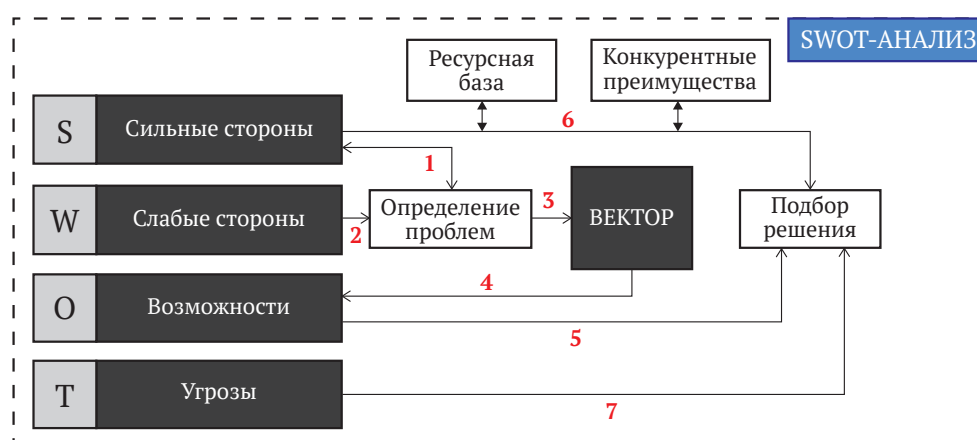 SWOT-АНАЛИЗ
Ресурсная
база
Конкурентные
преимущества
S
Сильные стороны
6
1
W
Слабые стороны
2
Определение
проблем
3
ВЕКТОР
Подбор
решения
4
O
Возможности
5
T
Угрозы
7